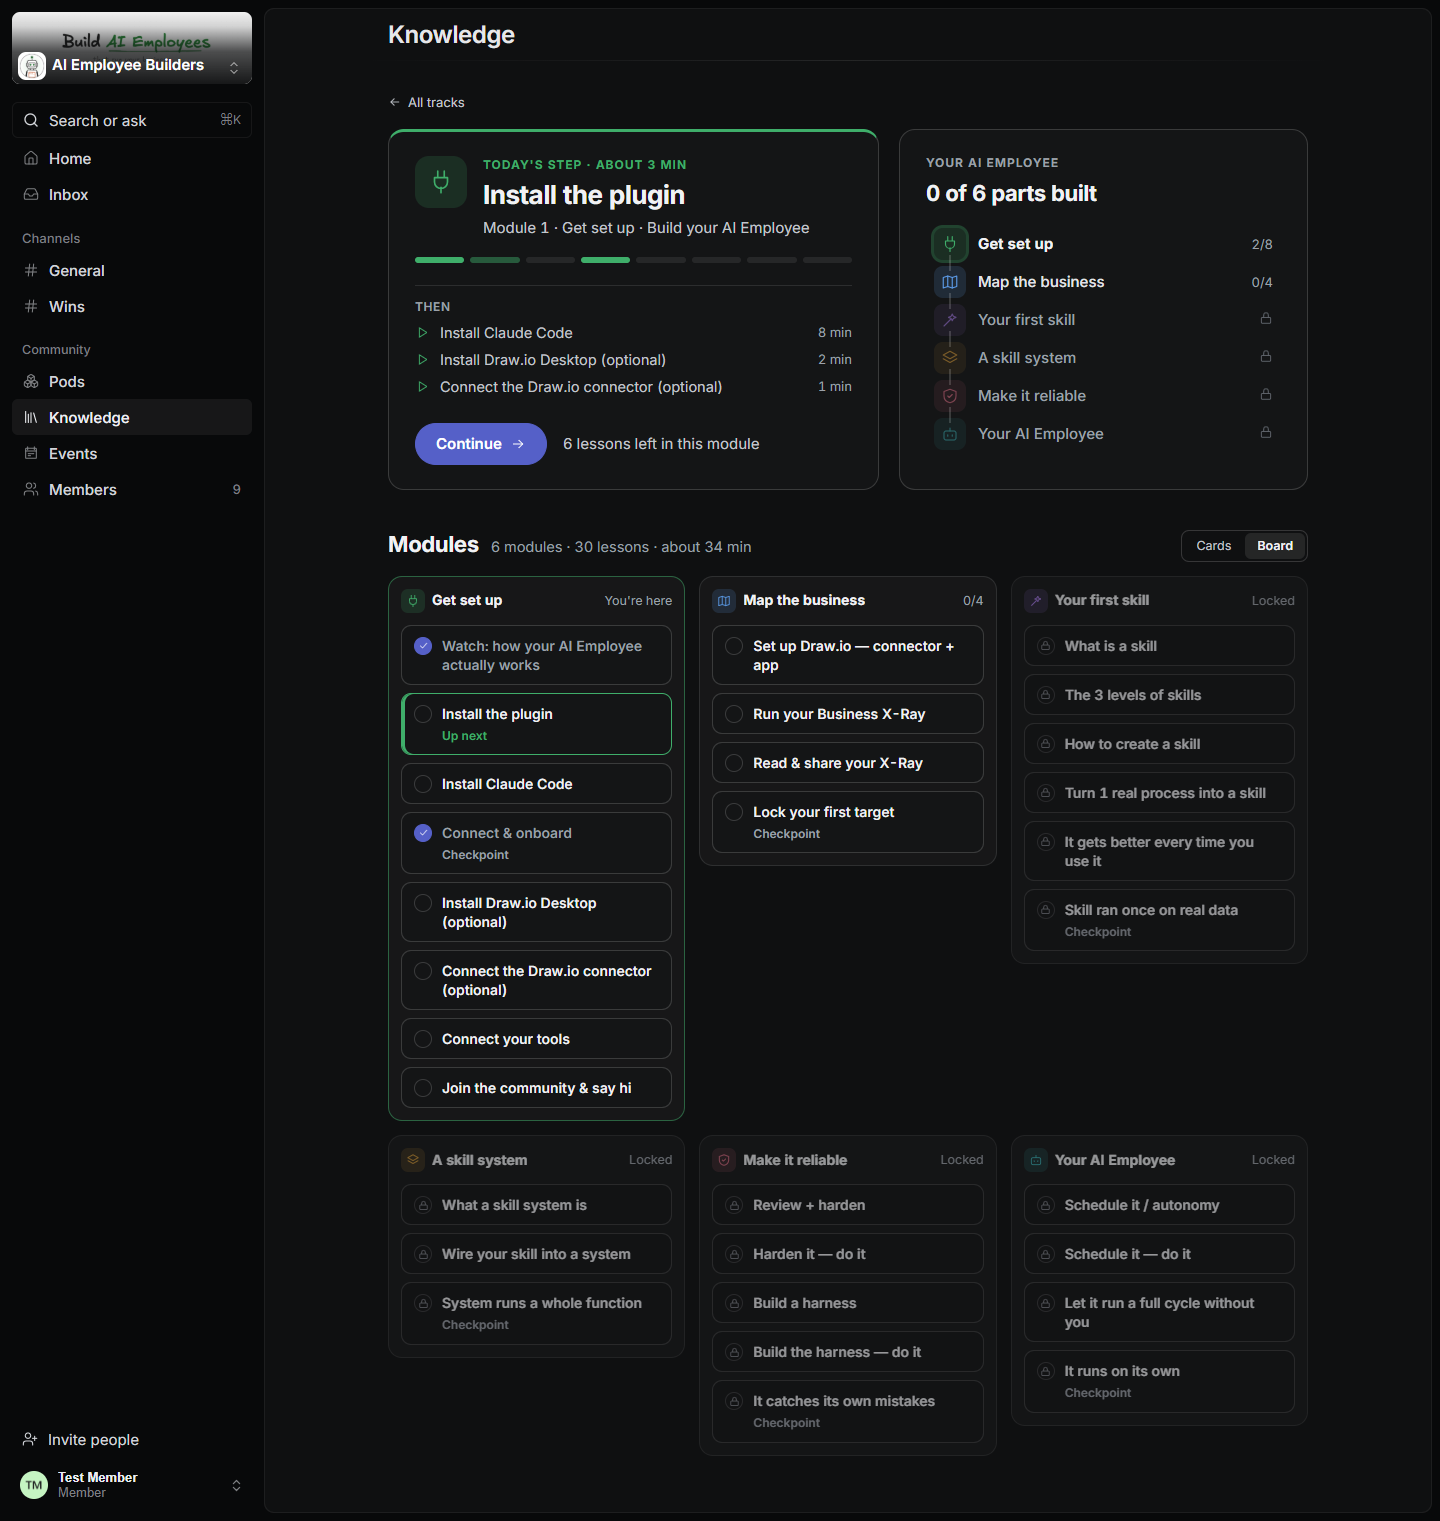 Build AI Employees
AI Employee Builders
Search or ask ⌘K
Home
Inbox
Channels
General
Wins
Community
Pods
Knowledge
Events
Members 9
Invite people
TM
Test Member
Member
Knowledge
← All tracks
TODAY'S STEP · ABOUT 3 MIN
Install the plugin
Module 1 · Get set up · Build your AI Employee
THEN
Install Claude Code 8 min
Install Draw.io Desktop (optional) 2 min
Connect the Draw.io connector (optional) 1 min
Continue →
6 lessons left in this module
YOUR AI EMPLOYEE
0 of 6 parts built
Get set up 2/8
Map the business 0/4
Your first skill
A skill system
Make it reliable
Your AI Employee
Modules 6 modules · 30 lessons · about 34 min
Cards Board
Get set up You're here
Watch: how your AI Employee
actually works
Install the plugin
Up next
Install Claude Code
Connect & onboard
Checkpoint
Install Draw.io Desktop
(optional)
Connect the Draw.io connector
(optional)
Connect your tools
Join the community & say hi
Map the business 0/4
Set up Draw.io — connector +
app
Run your Business X-Ray
Read & share your X-Ray
Lock your first target
Checkpoint
Your first skill Locked
What is a skill
The 3 levels of skills
How to create a skill
Turn 1 real process into a skill
It gets better every time you
use it
Skill ran once on real data
Checkpoint
A skill system Locked
What a skill system is
Wire your skill into a system
System runs a whole function
Checkpoint
Make it reliable Locked
Review + harden
Harden it — do it
Build a harness
Build the harness — do it
It catches its own mistakes
Checkpoint
Your AI Employee Locked
Schedule it / autonomy
Schedule it — do it
Let it run a full cycle without
you
It runs on its own
Checkpoint